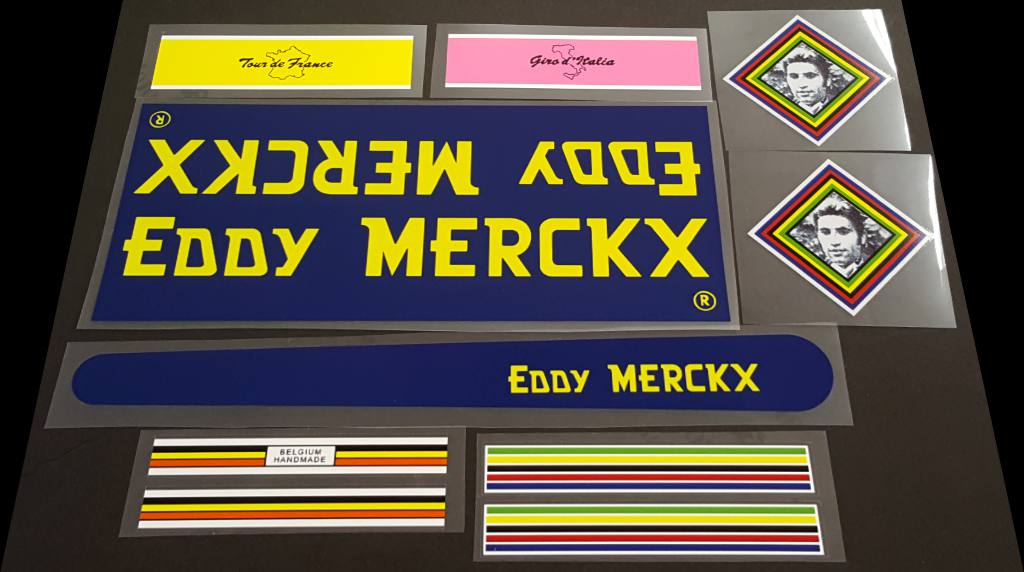 Tour de France
Giro d'Italia
®
EDDY MERCKX
EDDY MERCKX
®
EDDY MERCKX
BELGIUM
HANDMADE